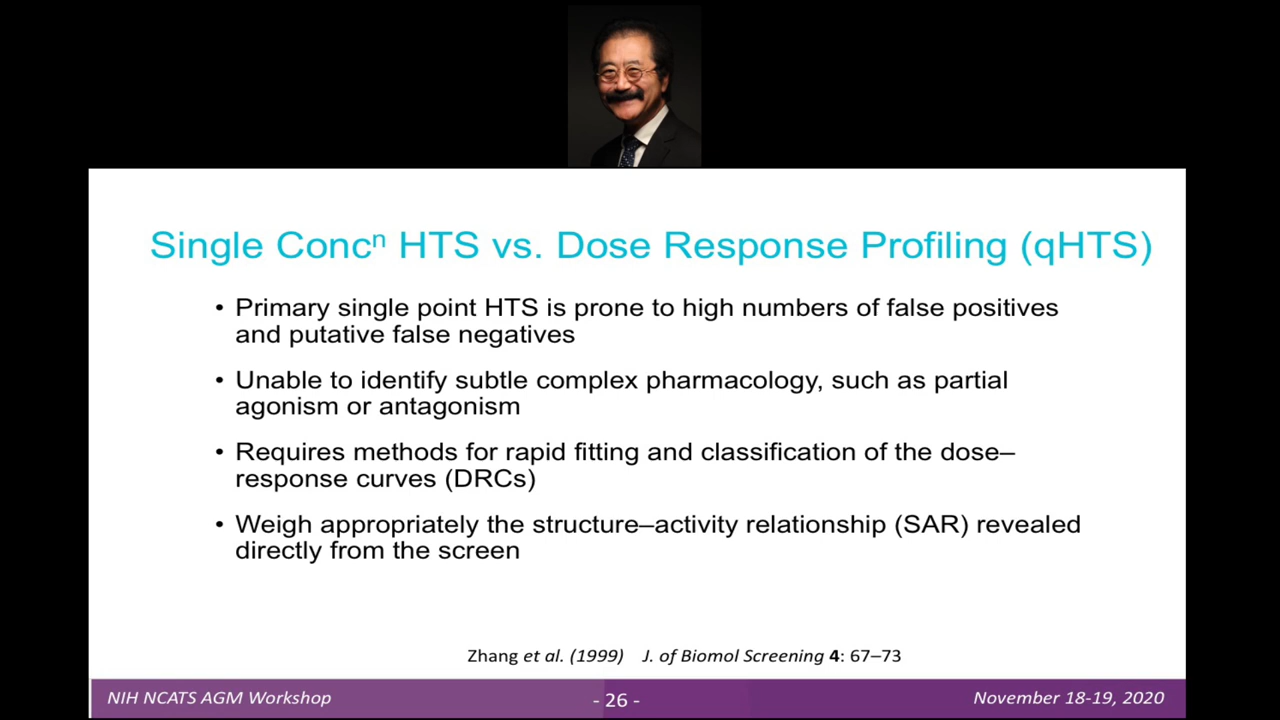 Single Concⁿ HTS vs. Dose Response Profiling (qHTS)
• Primary single point HTS is prone to high numbers of false positives
and putative false negatives
• Unable to identify subtle complex pharmacology, such as partial
agonism or antagonism
• Requires methods for rapid fitting and classification of the dose–
response curves (DRCs)
• Weigh appropriately the structure–activity relationship (SAR) revealed
directly from the screen
Zhang et al. (1999) J. of Biomol Screening 4: 67–73
NIH NCATS AGM Workshop
- 26 -
November 18-19, 2020